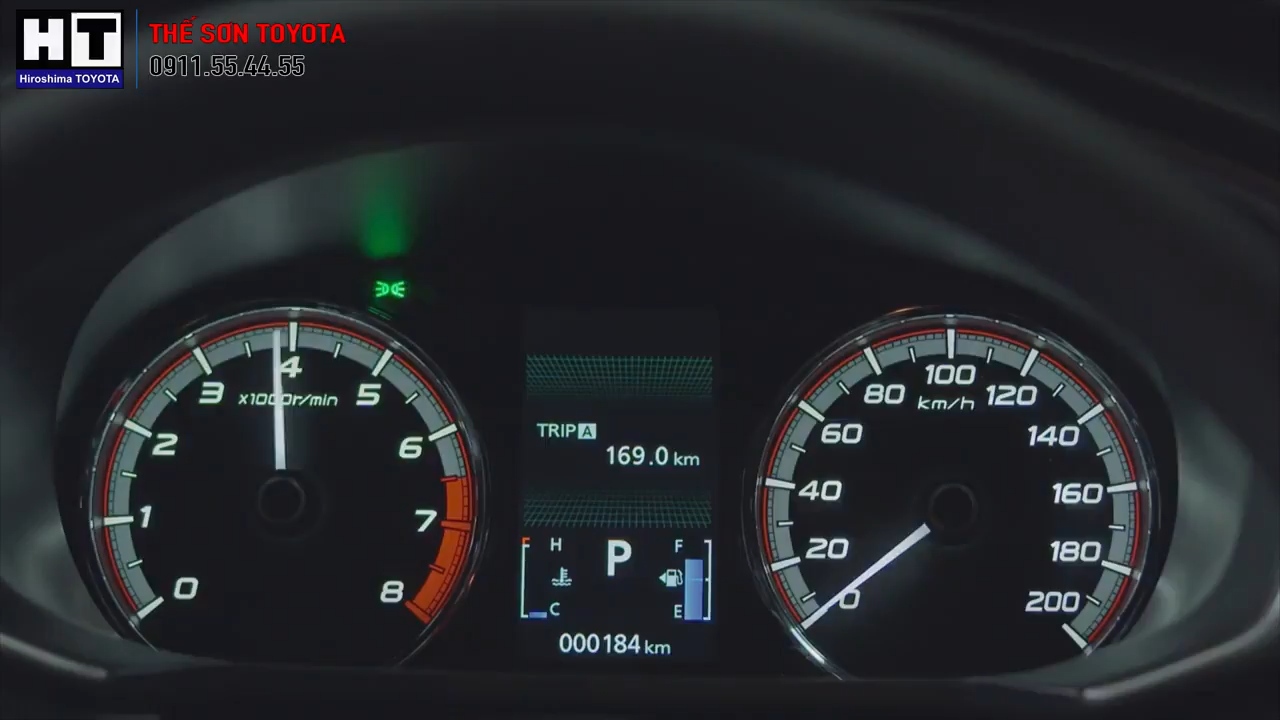 HT
Hiroshima TOYOTA
THẾ SƠN TOYOTA
0911.55.44.55
0
1
2
3
4
5
6
7
8
x1000r/min
TRIP A
169.0 km
H
C
P
F
E
000184 km
0
20
40
60
80
100
120
140
160
180
200
km/h